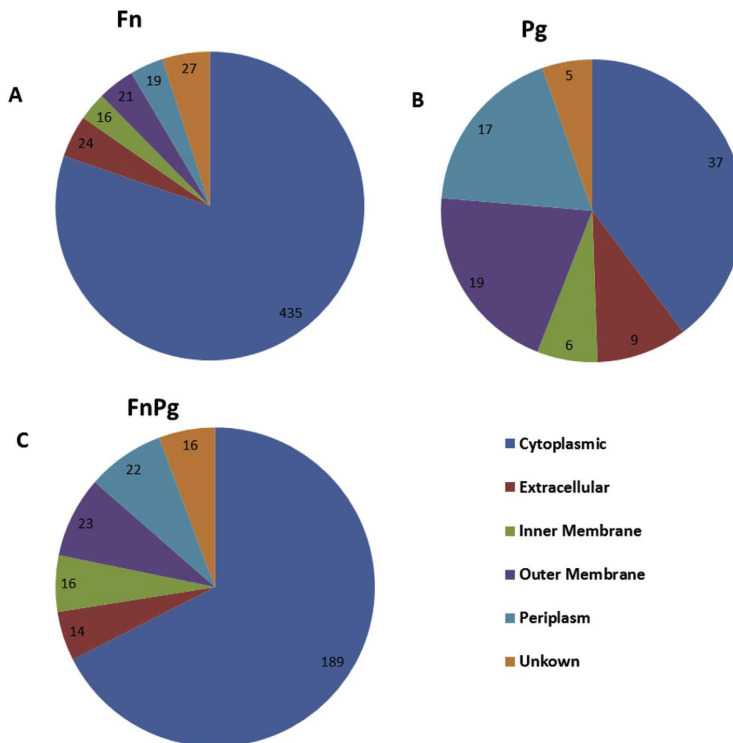 Fn
A
27
19
21
16
24
435
Pg
B
5
17
37
19
6
9
FnPg
C
16
22
23
16
14
189
Cytoplasmic
Extracellular
Inner Membrane
Outer Membrane
Periplasm
Unkown